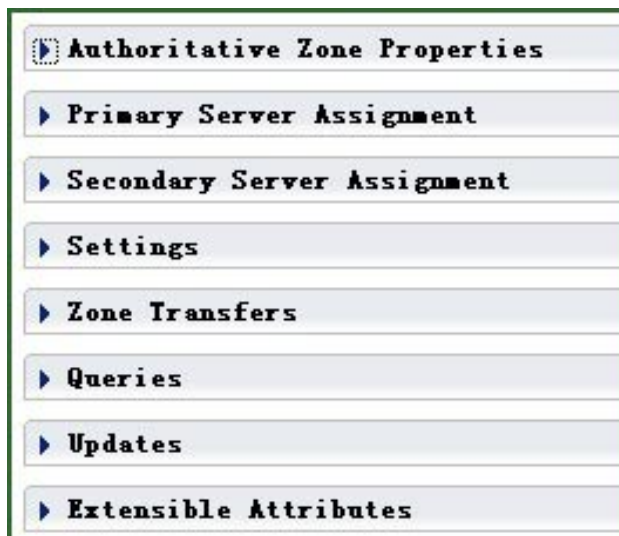 Authoritative Zone Properties
Primary Server Assignment
Secondary Server Assignment
Settings
Zone Transfers
Queries
Updates
Extensible Attributes